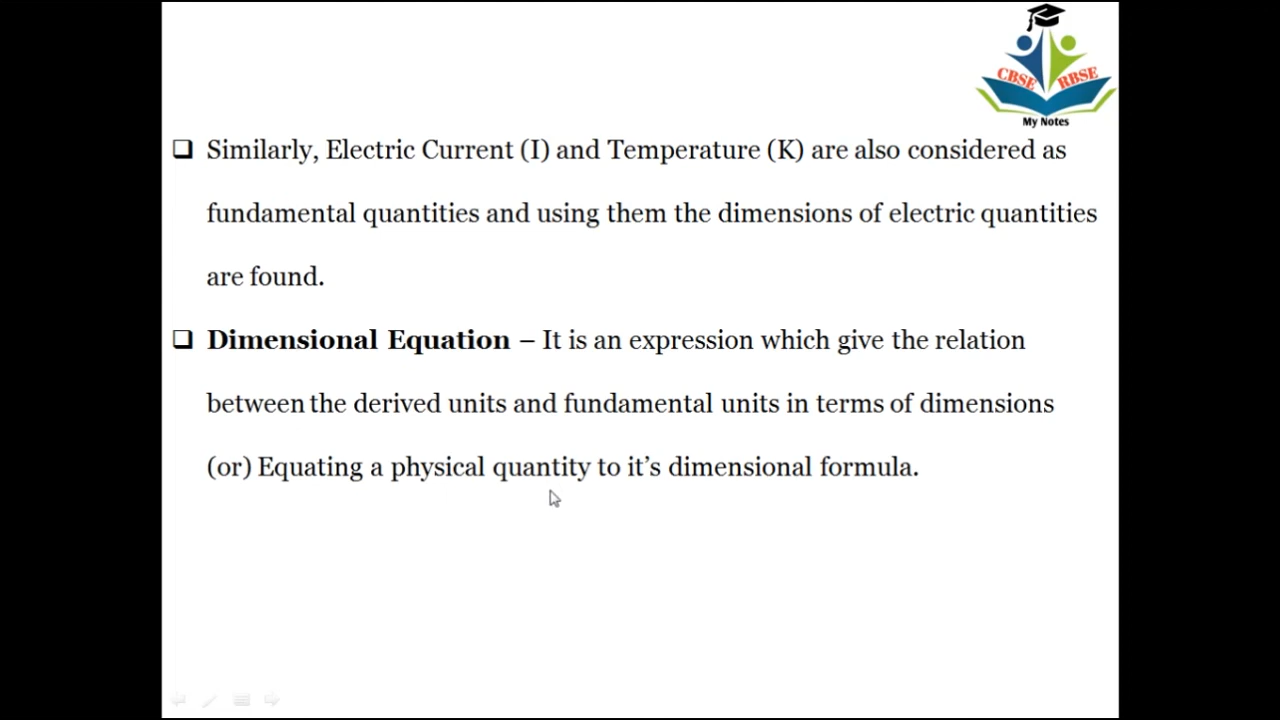 CBSE RBSE
My Notes
❑ Similarly, Electric Current (I) and Temperature (K) are also considered as
fundamental quantities and using them the dimensions of electric quantities
are found.
❑ Dimensional Equation – It is an expression which give the relation
between the derived units and fundamental units in terms of dimensions
(or) Equating a physical quantity to it’s dimensional formula.